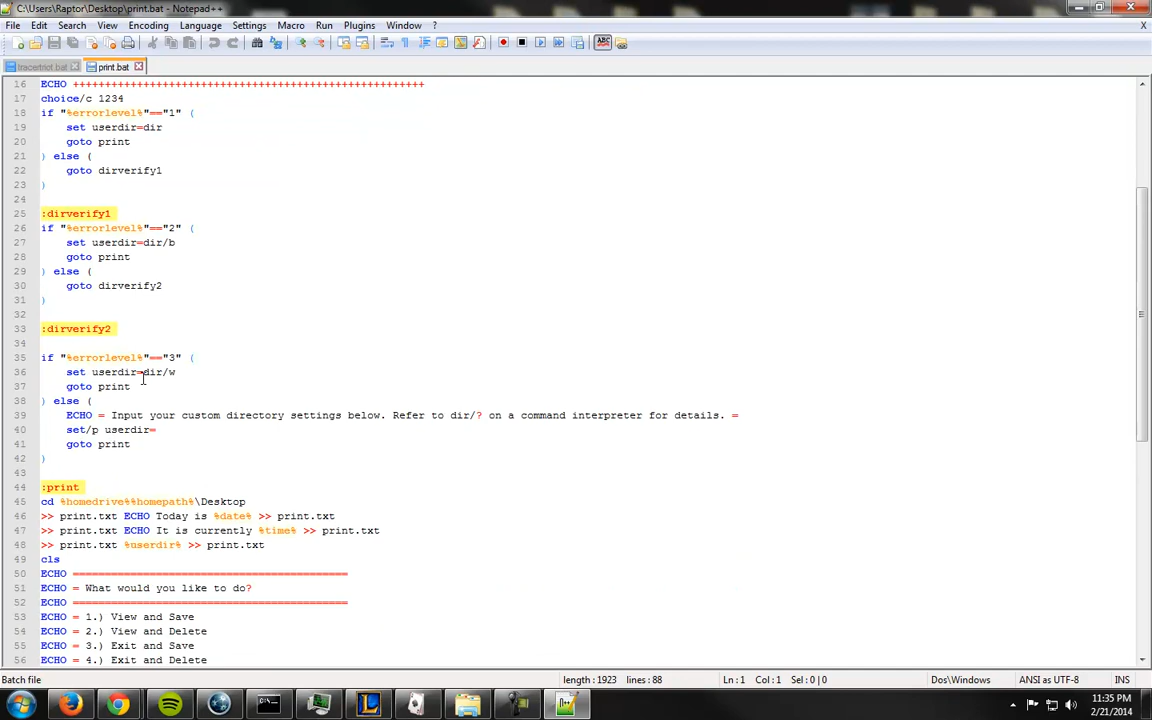 C:\Users\Raptor\Desktop\print.bat - Notepad++
File Edit Search View Encoding Language Settings Macro Run Plugins Window ? X
tracertriot.bat print.bat
16 ECHO +++++++++++++++++++++++++++++++++++++++++++++++++++++++
17 choice/c 1234
18 if "%errorlevel%"=="1" (
19 set userdir=dir
20 goto print
21 ) else (
22 goto dirverify1
23 )
24
25 :dirverify1
26 if "%errorlevel%"=="2" (
27 set userdir=dir/b
28 goto print
29 ) else (
30 goto dirverify2
31 )
32
33 :dirverify2
34
35 if "%errorlevel%"=="3" (
36 set userdir=dir/w
37 goto print
38 ) else (
39 ECHO = Input your custom directory settings below. Refer to dir/? on a command interpreter for details. =
40 set/p userdir=
41 goto print
42 )
43
44 :print
45 cd %homedrive%%homepath%\Desktop
46 >> print.txt ECHO Today is %date% >> print.txt
47 >> print.txt ECHO It is currently %time% >> print.txt
48 >> print.txt %userdir% >> print.txt
49 cls
50 ECHO ===========================================
51 ECHO = What would you like to do?
52 ECHO ===========================================
53 ECHO = 1.) View and Save
54 ECHO = 2.) View and Delete
55 ECHO = 3.) Exit and Save
56 ECHO = 4.) Exit and Delete
Batch file length : 1923 lines : 88 Ln : 1 Col : 1 Sel : 0 | 0 Dos\Windows ANSI as UTF-8 INS
11:35 PM
2/21/2014